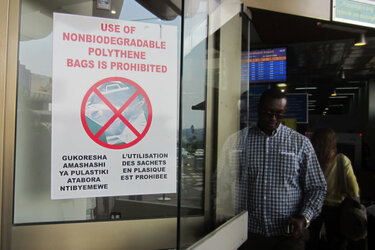 USE OF
NONBIODEGRADABLE
POLYTHENE
BAGS IS PROHIBITED
GUKORESHA
AMASHASHI
YA PULASTIKI
ATABORA
NTIBYEMEWE
L'UTILISATION
DES SACHETS
EN PLASTIQUE
EST PROHIBEE